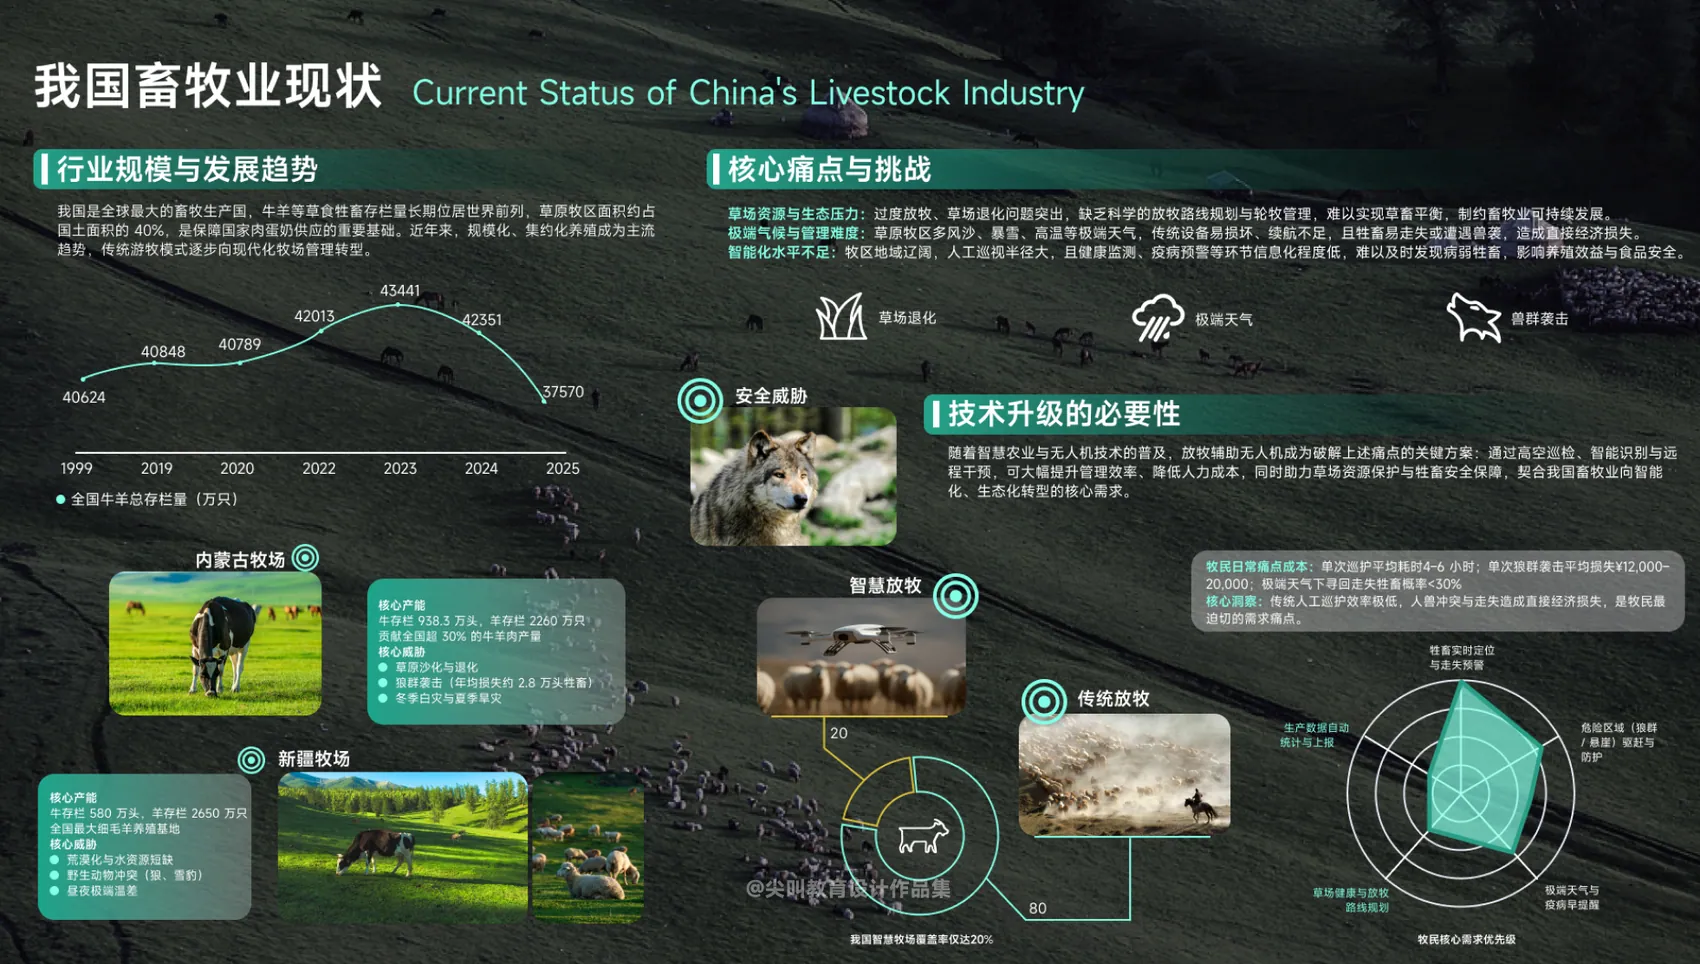 我国畜牧业现状 Current Status of China's Livestock Industry
行业规模与发展趋势
我国是全球最大的畜牧生产国，牛羊等草食牲畜存栏量长期位居世界前列，草原牧区面积约占
国土面积的 40%，是保障国家肉蛋奶供应的重要基础。近年来，规模化、集约化养殖成为主流
趋势，传统游牧模式逐步向现代化牧场管理转型。
43441
42013
42351
40848
40789
40624
37570
1999 2019 2020 2022 2023 2024 2025
全国牛羊总存栏量（万只）
核心痛点与挑战
草场资源与生态压力：过度放牧、草场退化问题突出，缺乏科学的放牧路线规划与轮牧管理，难以实现草畜平衡，制约畜牧业可持续发展。
极端气候与管理难度：草原牧区多风沙、暴雪、高温等极端天气，传统设备易损坏、续航不足，且牲畜易走失或遭遇兽袭，造成直接经济损失。
智能化水平不足：牧区地域辽阔，人工巡视半径大，且健康监测、疫病预警等环节信息化程度低，难以及时发现病弱牲畜，影响养殖效益与食品安全。
草场退化
极端天气
兽群袭击
安全威胁
技术升级的必要性
随着智慧农业与无人机技术的普及，放牧辅助无人机成为破解上述痛点的关键方案：通过高空巡检、智能识别与远
程干预，可大幅提升管理效率、降低人力成本，同时助力草场资源保护与牲畜安全保障，契合我国畜牧业向智能
化、生态化转型的核心需求。
内蒙古牧场
核心产能
牛存栏 938.3 万头，羊存栏 2260 万只
贡献全国超 30% 的牛羊肉产量
核心威胁
草原沙化与退化
狼群袭击（年均损失约 2.8 万头牲畜）
冬季白灾与夏季旱灾
新疆牧场
核心产能
牛存栏 580 万头，羊存栏 2650 万只
全国最大细毛羊养殖基地
核心威胁
荒漠化与水资源短缺
野生动物冲突（狼、雪豹）
昼夜极端温差
智慧放牧
20
传统放牧
80
@尖叫教育设计作品集
我国智慧牧场覆盖率仅达20%
牧民日常痛点成本：单次巡护平均耗时4-6 小时；单次狼群袭击平均损失¥12,000-
20,000；极端天气下寻回走失牲畜概率<30%
核心洞察：传统人工巡护效率极低，人兽冲突与走失造成直接经济损失，是牧民最
迫切的需求痛点。
牲畜实时定位
与走失预警
危险区域（狼群
/ 悬崖）驱赶与
防护
生产数据自动
统计与上报
草场健康与放牧
路线规划
极端天气与
疫病早提醒
牧民核心需求优先级